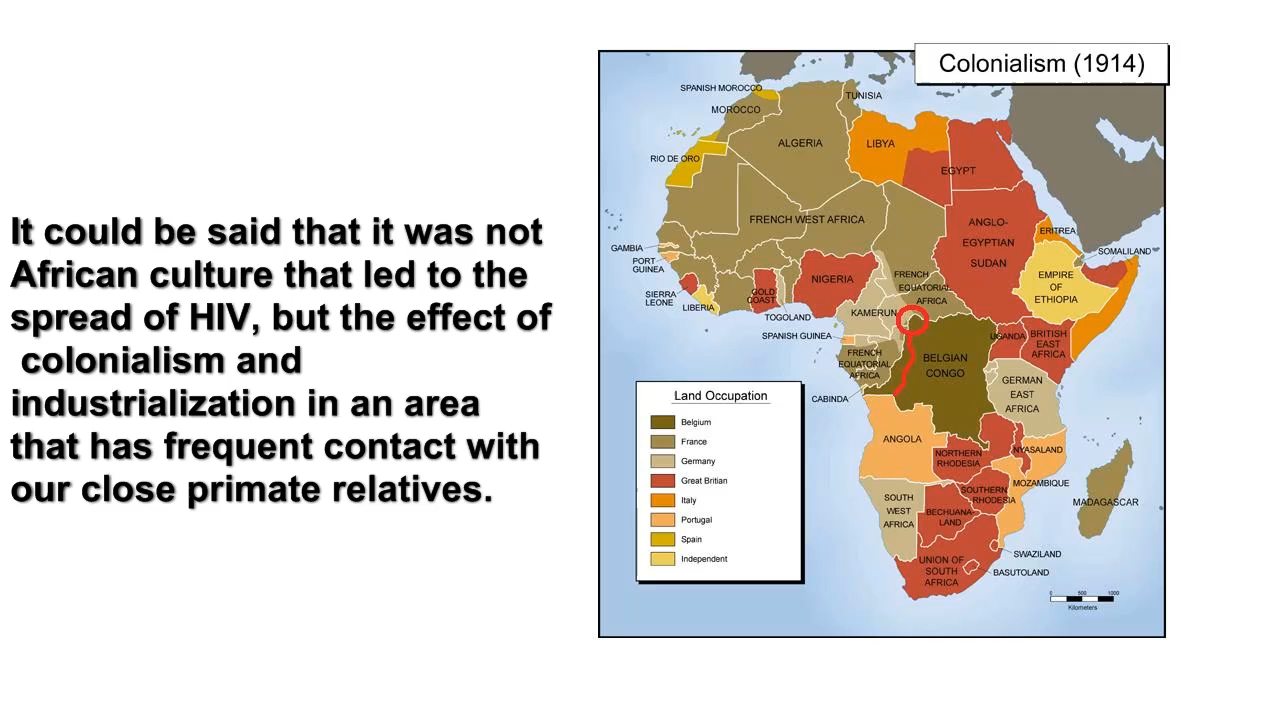 It could be said that it was not
African culture that led to the
spread of HIV, but the effect of
colonialism and
industrialization in an area
that has frequent contact with
our close primate relatives.
Colonialism (1914)
SPANISH MOROCCO
TUNISIA
MOROCCO
ALGERIA
LIBYA
EGYPT
RIO DE ORO
FRENCH WEST AFRICA
ANGLO-
EGYPTIAN
SUDAN
ERITREA
SOMALILAND
GAMBIA
PORT
GUINEA
SIERRA
LEONE
LIBERIA
GOLD
COAST
TOGOLAND
NIGERIA
FRENCH
EQUATORIAL
AFRICA
EMPIRE
OF
ETHIOPIA
KAMERUN
SPANISH GUINEA
UGANDA
BRITISH
EAST
AFRICA
FRENCH
EQUATORIAL
AFRICA
BELGIAN
CONGO
GERMAN
EAST
AFRICA
CABINDA
ANGOLA
NORTHERN
RHODESIA
NYASALAND
MOZAMBIQUE
SOUTHERN
RHODESIA
MADAGASCAR
SOUTH
WEST
AFRICA
BECHUANA-
LAND
SWAZILAND
BASUTOLAND
UNION OF
SOUTH
AFRICA
Land Occupation
Belgium
France
Germany
Great Britian
Italy
Portugal
Spain
Independent
0 500 1000
Kilometers